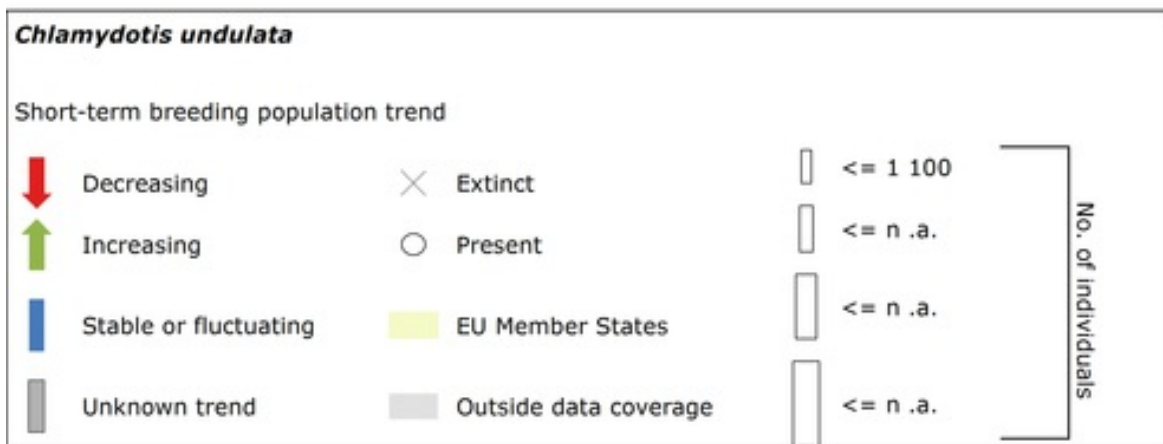 Chlamydotis undulata
Short-term breeding population trend
Decreasing
Increasing
Stable or fluctuating
Unknown trend
Extinct
Present
EU Member States
Outside data coverage
<= 1 100
<= n .a.
<= n .a.
<= n .a.
No. of individuals